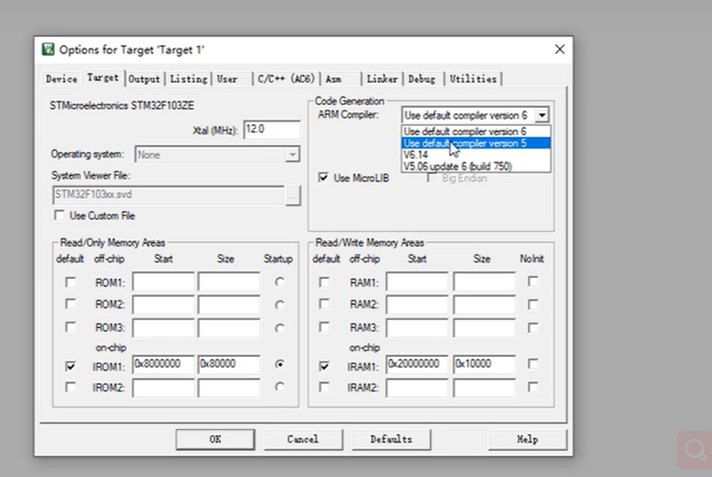 Options for Target 'Target 1'
Device Target Output Listing User C/C++ (AC6) Asm Linker Debug Utilities
STMicroelectronics STM32F103ZE
Xtal (MHz): 12.0
Operating system: None
System Viewer File:
STM32F103xx.svd ...
Use Custom File
Code Generation
ARM Compiler: Use default compiler version 6
Use default compiler version 6
Use default compiler version 5
V6.14
V5.06 update 6 (build 750)
Use MicroLIB Big Endian
Read/Only Memory Areas
default off-chip Start Size Startup
ROM1:
ROM2:
ROM3:
on-chip
IROM1: 0x8000000 0x80000
IROM2:
Read/Write Memory Areas
default off-chip Start Size NoInit
RAM1:
RAM2:
RAM3:
on-chip
IRAM1: 0x20000000 0x10000
IRAM2:
OK Cancel Defaults Help